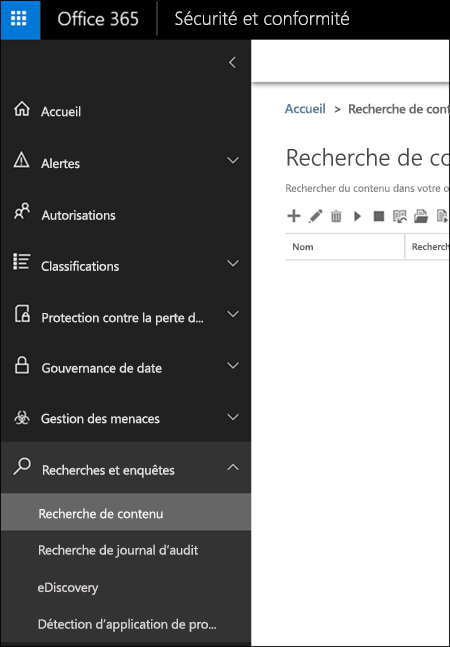 Office 365 Sécurité et conformité
Accueil
Alertes
Autorisations
Classifications
Protection contre la perte d...
Gouvernance de date
Gestion des menaces
Recherches et enquêtes
Recherche de contenu
Recherche de journal d'audit
eDiscovery
Détection d'application de pro...
Accueil > Recherche de cont
Recherche de co
Rechercher du contenu dans votre o
Nom Recherch